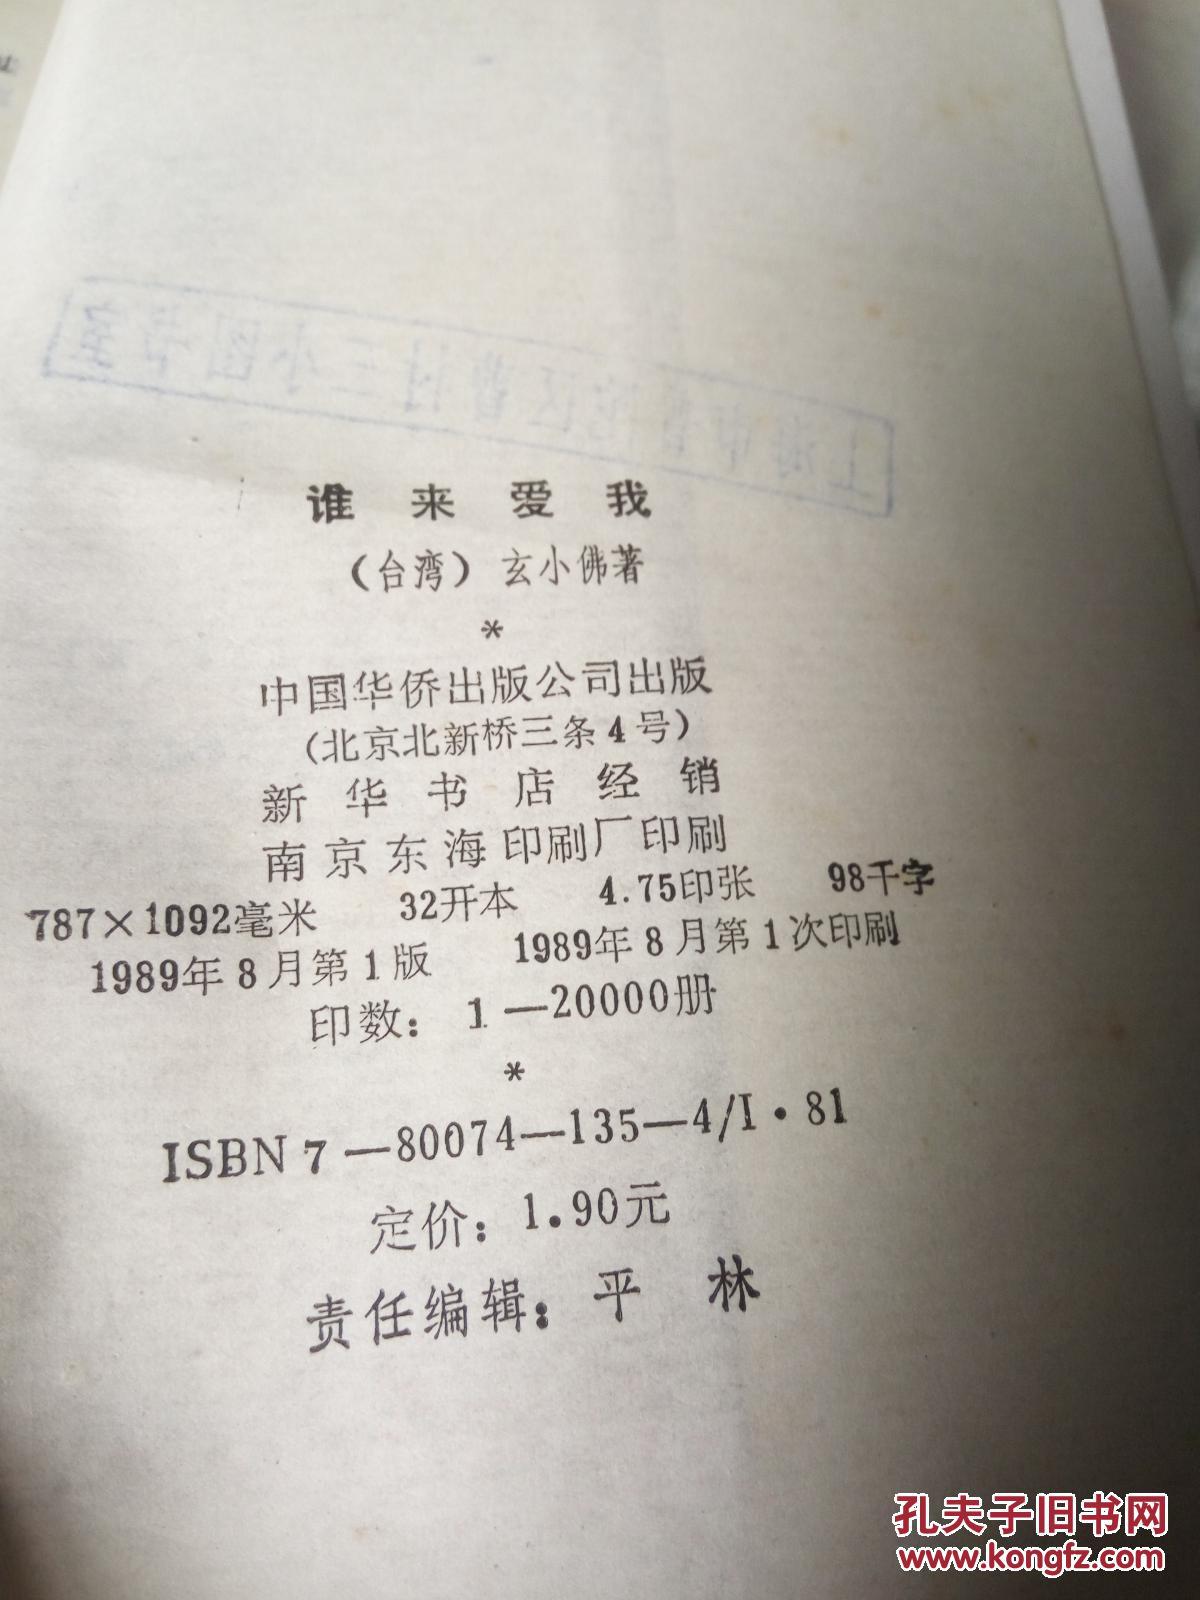 谁来爱我
（台湾）玄小佛著
*
中国华侨出版公司出版
（北京北新桥三条4号）
新华书店经销
南京东海印刷厂印刷
787×1092毫米 32开本 4.75印张 98千字
1989年8月第1版 1989年8月第1次印刷
印数：1—20000册
*
ISBN 7—80074—135—4/I·81
定价：1.90元
责任编辑：平 林
孔夫子旧书网
www.kongfz.com